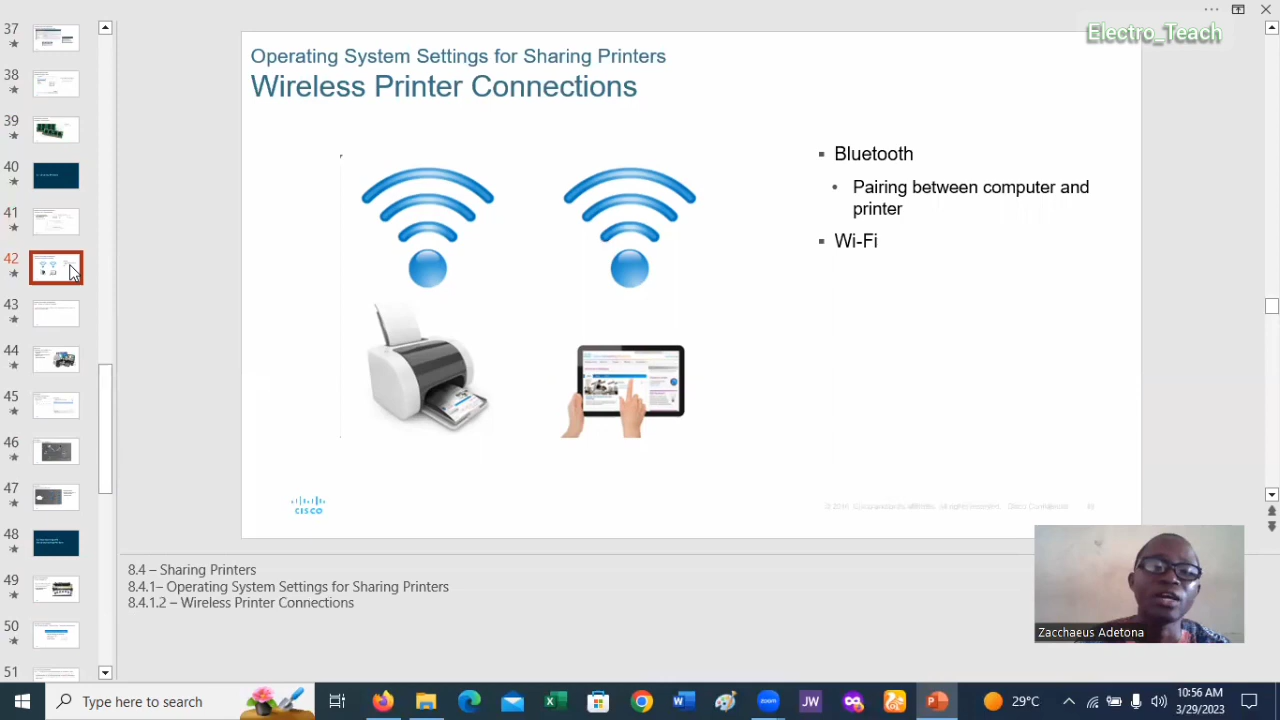 37
38
39
40
41
42
43
44
45
46
47
48
49
50
51
Electro_Teach
Operating System Settings for Sharing Printers
Wireless Printer Connections
Bluetooth
Pairing between computer and
printer
Wi-Fi
CISCO
8.4 – Sharing Printers
8.4.1– Operating System Settings for Sharing Printers
8.4.1.2 – Wireless Printer Connections
Zacchaeus Adetona
Type here to search
zoom
JW
29°C
10:56 AM
3/29/2023